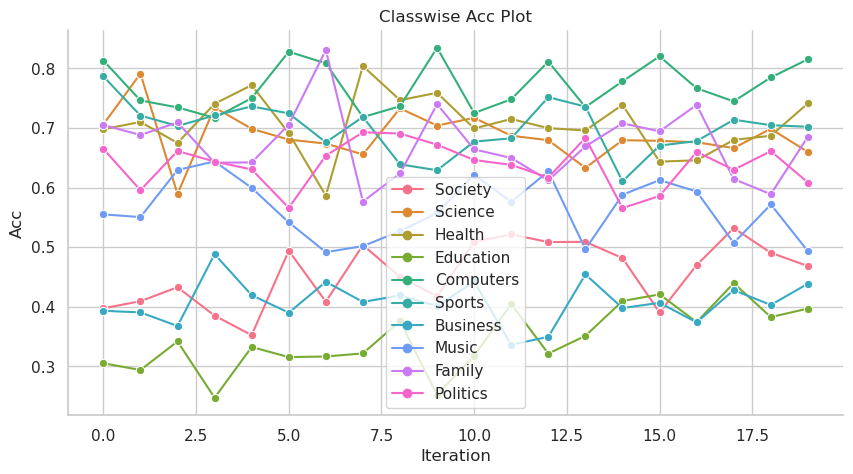 Classwise Acc Plot
Acc
0.8
0.7
0.6
0.5
0.4
0.3
Society
Science
Health
Education
Computers
Sports
Business
Music
Family
Politics
0.0 2.5 5.0 7.5 10.0 12.5 15.0 17.5
Iteration